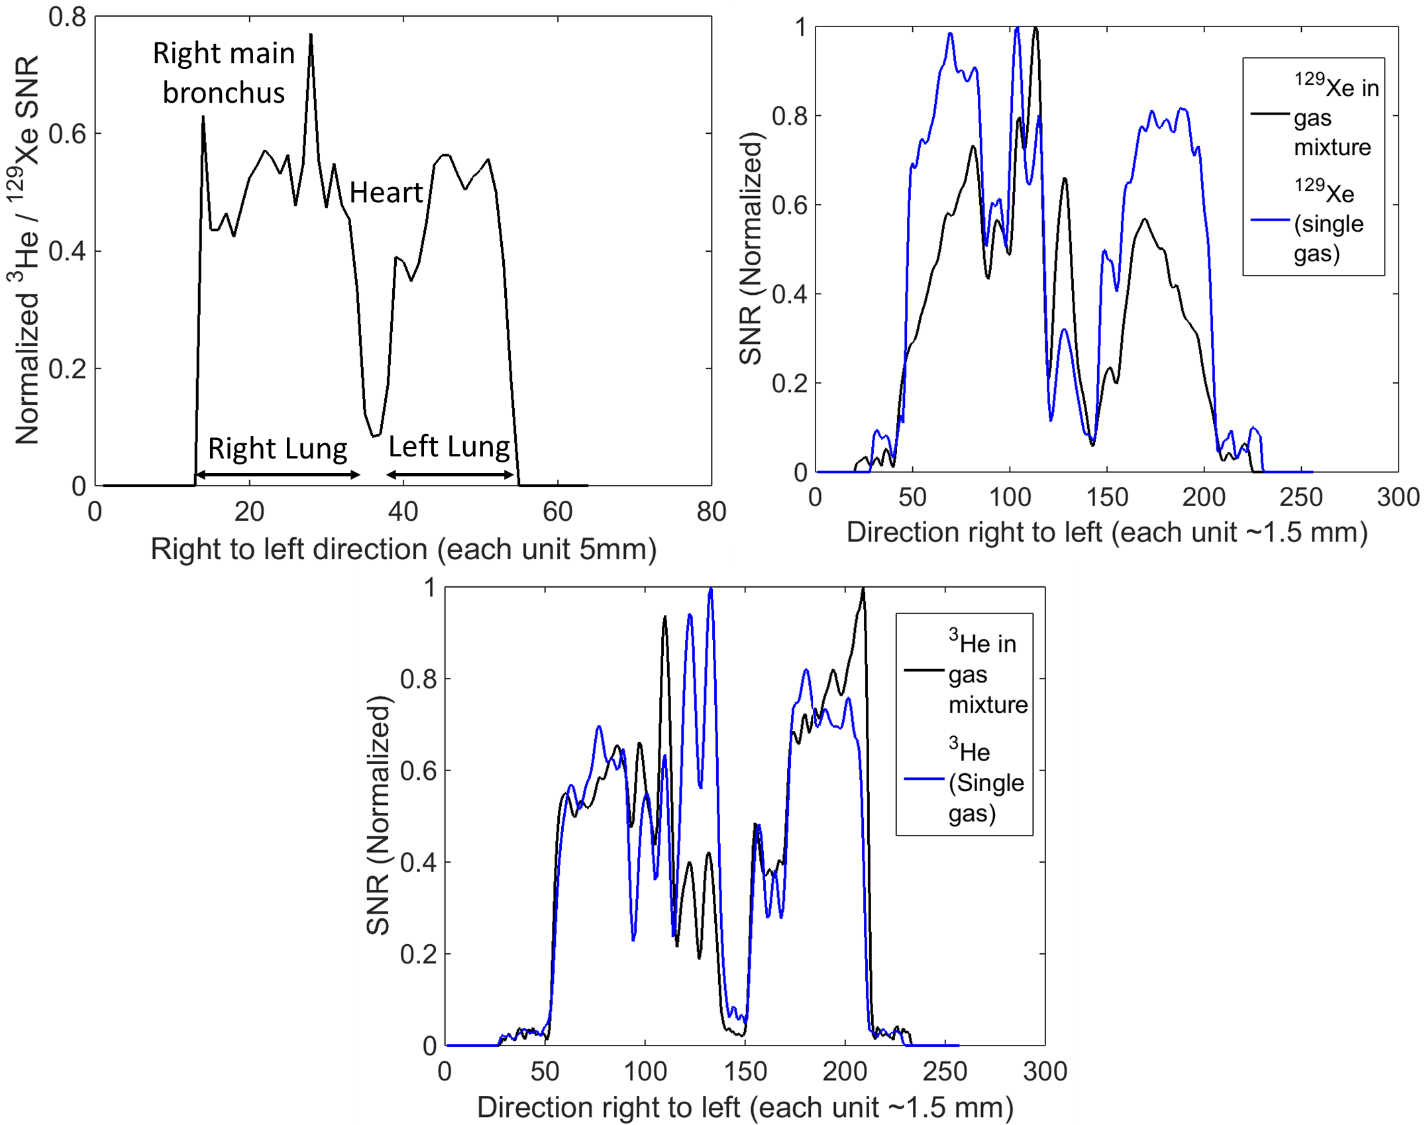 Normalized ³He / ¹²⁹Xe SNR
0.8
0.6
0.4
0.2
0
Right main
bronchus
Heart
Right Lung
Left Lung
0 20 40 60 80
Right to left direction (each unit 5mm)
SNR (Normalized)
1
0.8
0.6
0.4
0.2
0
¹²⁹Xe in
gas
mixture
¹²⁹Xe
(single
gas)
0 50 100 150 200 250 300
Direction right to left (each unit ~1.5 mm)
SNR (Normalized)
1
0.8
0.6
0.4
0.2
0
³He in
gas
mixture
³He
(Single
gas)
0 50 100 150 200 250 300
Direction right to left (each unit ~1.5 mm)